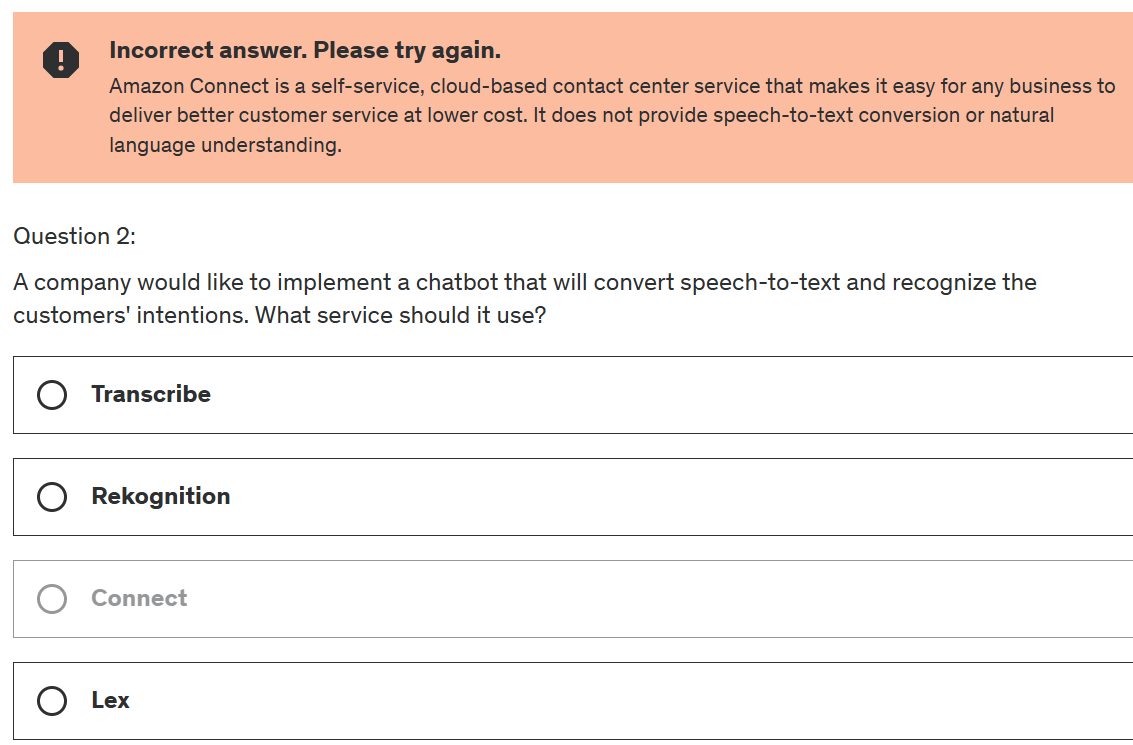 Incorrect answer. Please try again.
Amazon Connect is a self-service, cloud-based contact center service that makes it easy for any business to
deliver better customer service at lower cost. It does not provide speech-to-text conversion or natural
language understanding.
Question 2:
A company would like to implement a chatbot that will convert speech-to-text and recognize the
customers' intentions. What service should it use?
Transcribe
Rekognition
Connect
Lex